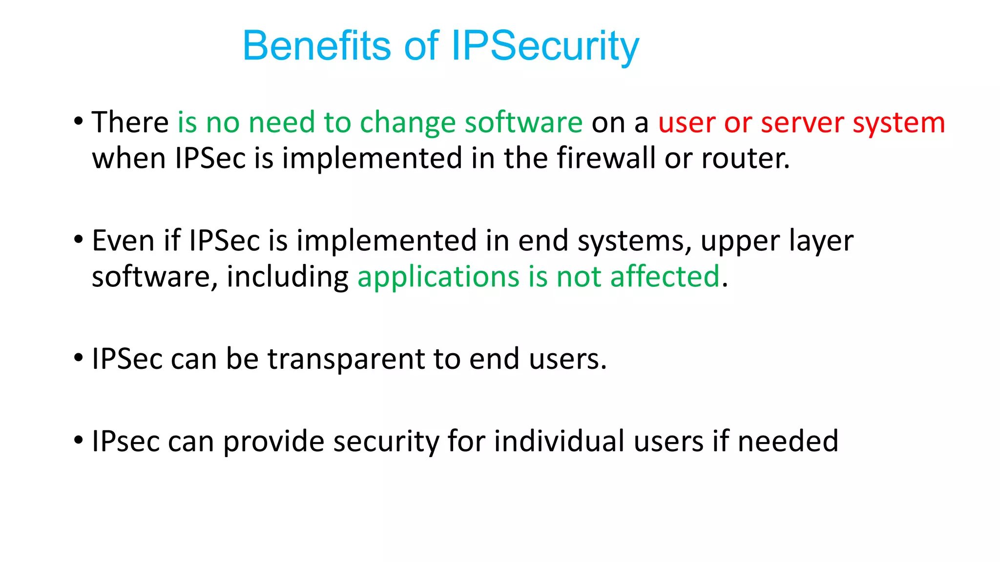 Benefits of IPSecurity
• There is no need to change software on a user or server system
when IPSec is implemented in the firewall or router.
• Even if IPSec is implemented in end systems, upper layer
software, including applications is not affected.
• IPSec can be transparent to end users.
• IPsec can provide security for individual users if needed